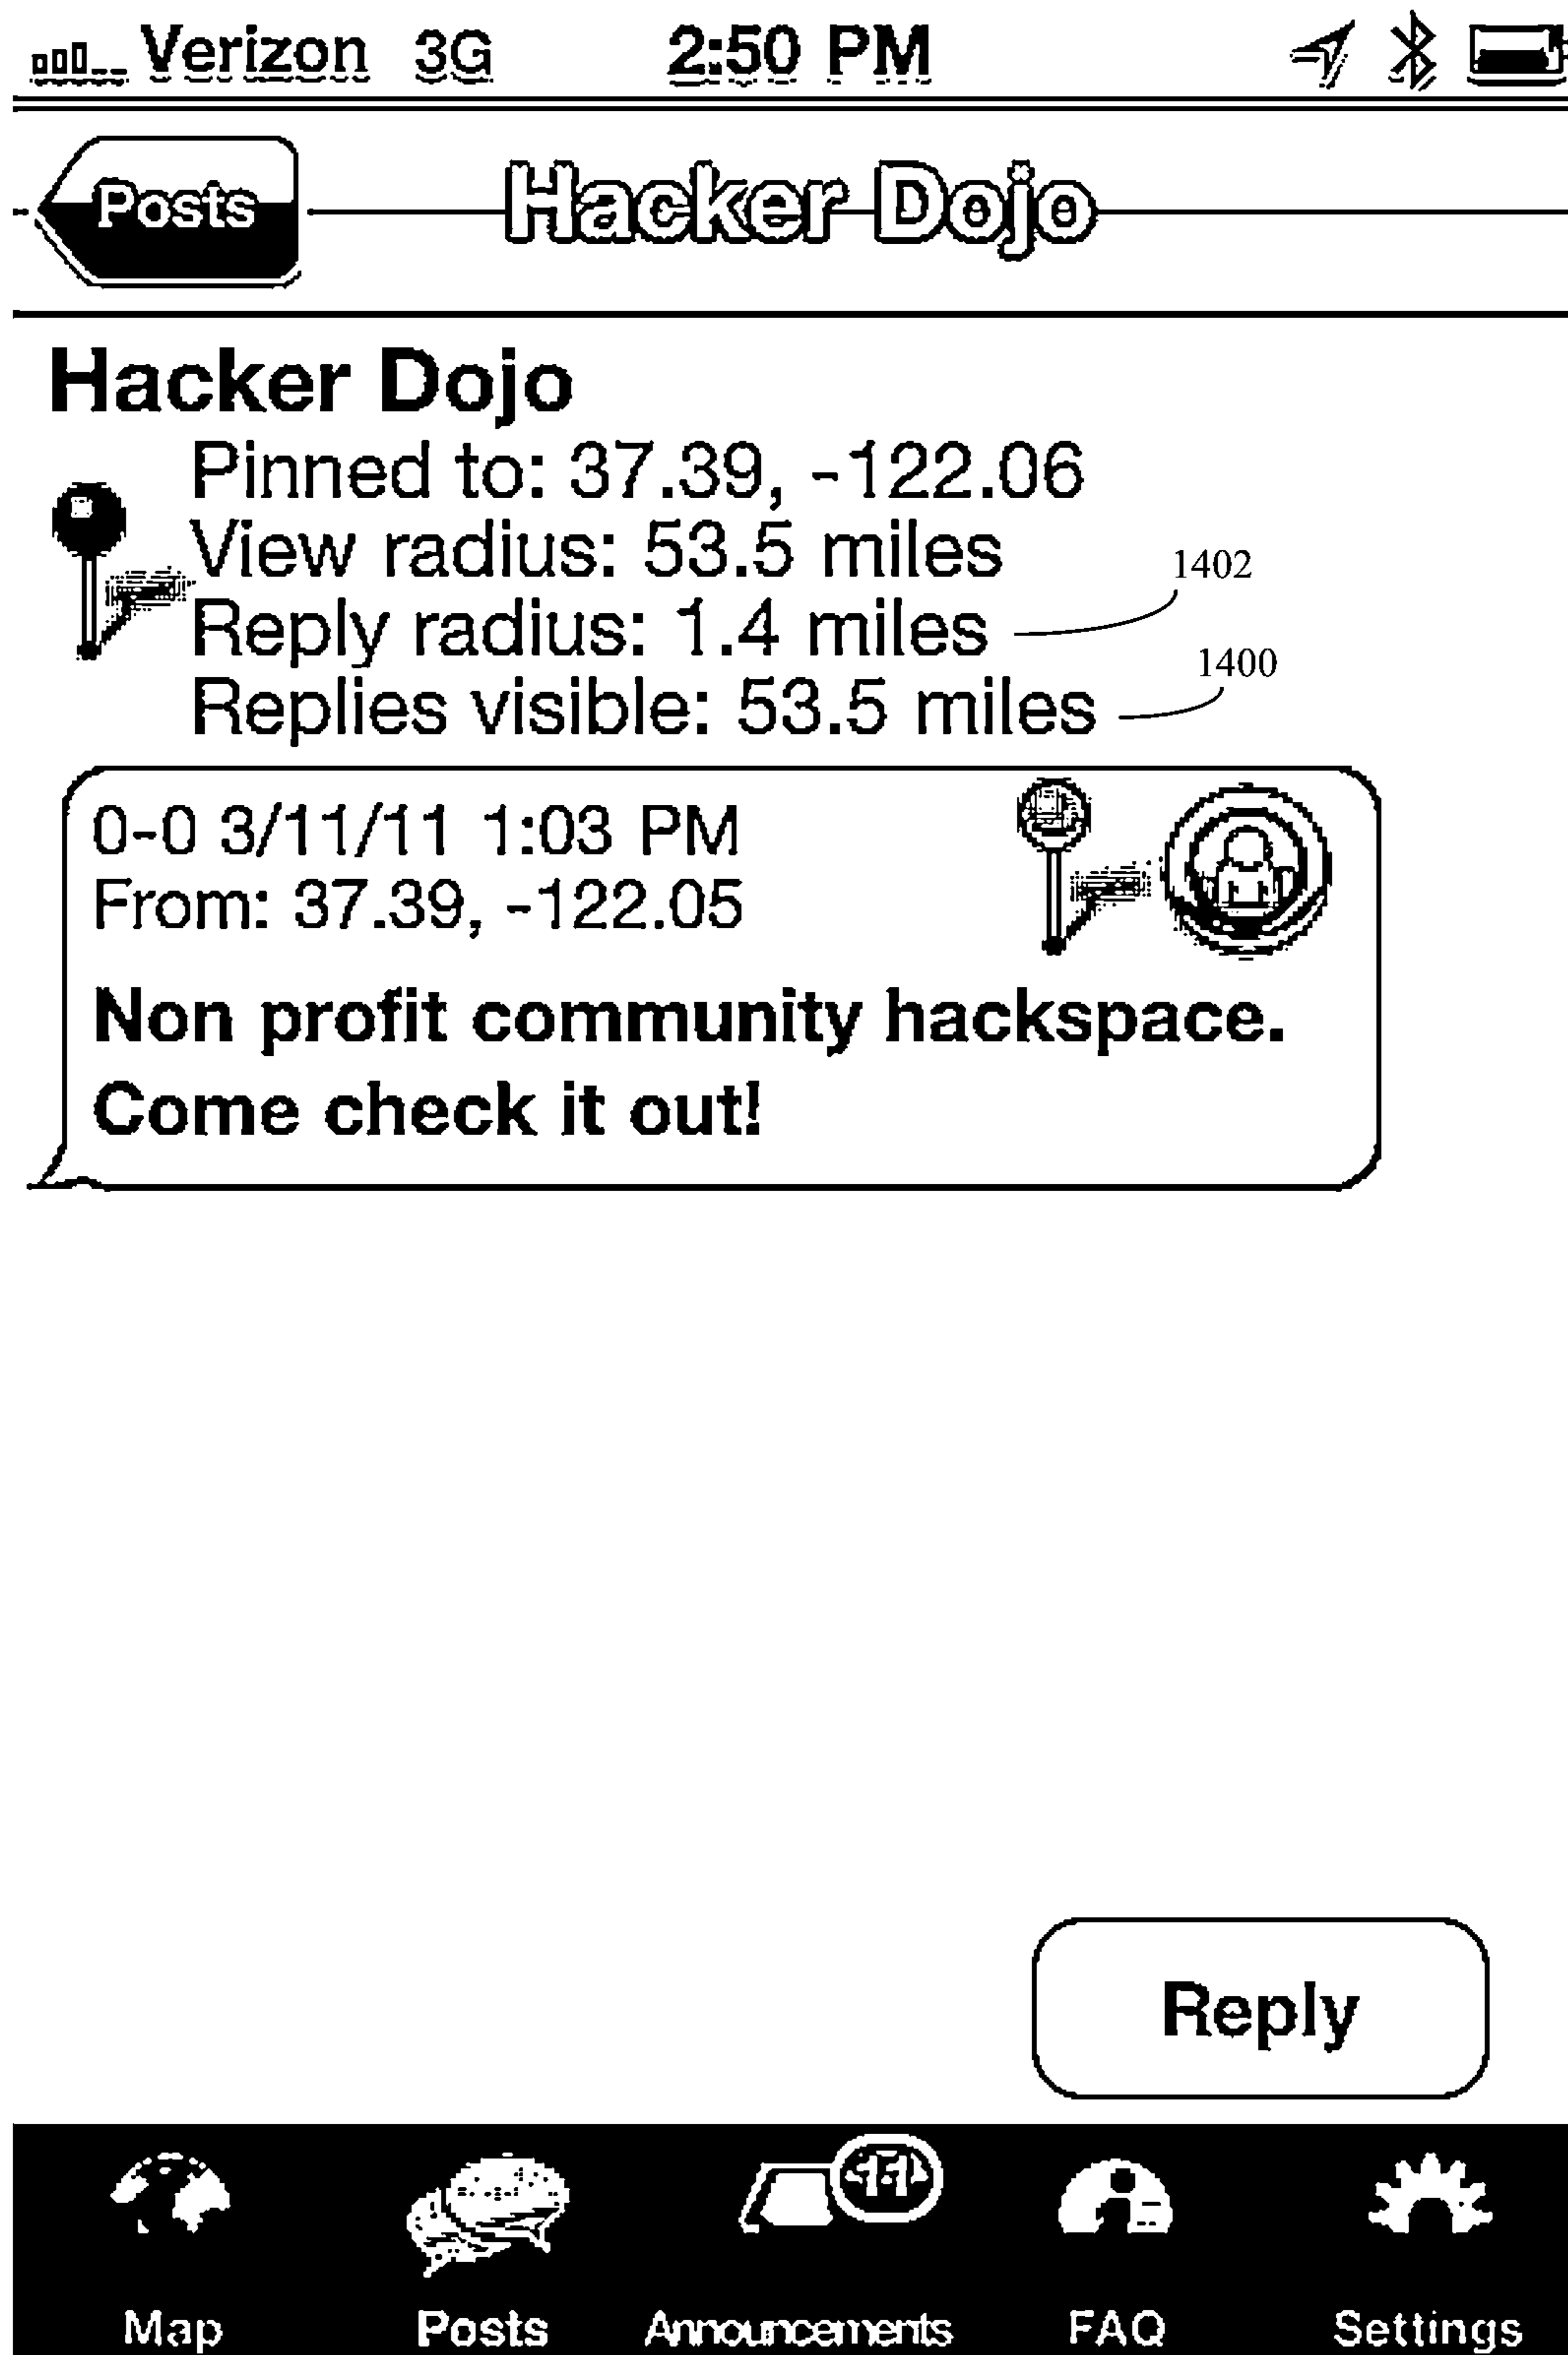 Verizon 3G 2:50 PM
Posts Hacker Dojo
Hacker Dojo
Pinned to: 37.39, -122.06
View radius: 53.5 miles
1402
Reply radius: 1.4 miles
1400
Replies visible: 53.5 miles
0-0 3/11/11 1:03 PM
From: 37.39, -122.05
Non profit community hackspace.
Come check it out!
Reply
11
Map Posts Announcements FAQ Settings